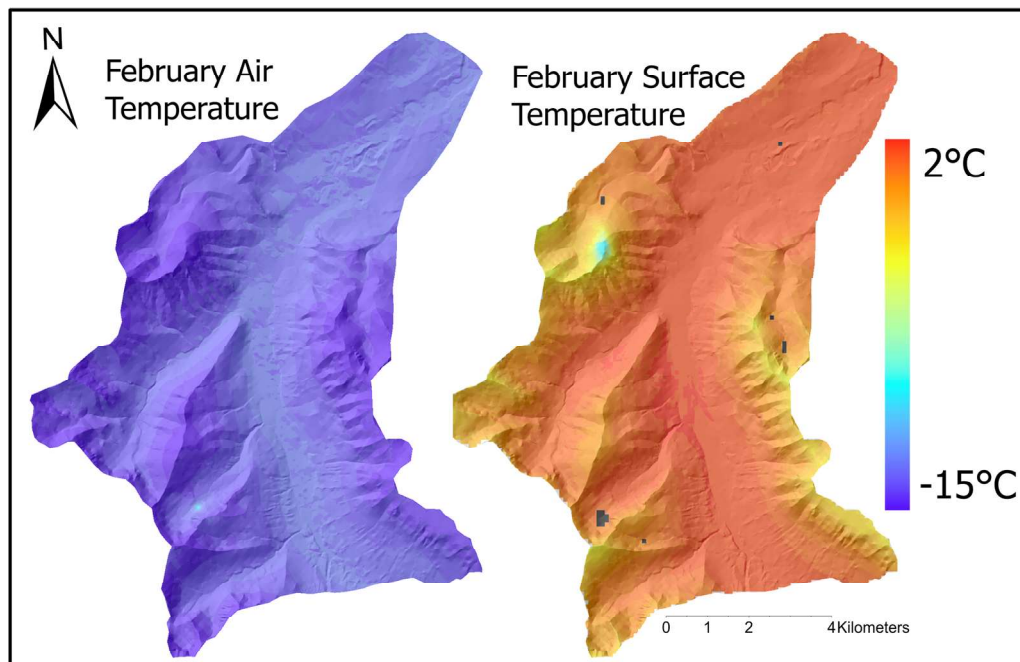 N
February Air
Temperature
February Surface
Temperature
2°C
-15°C
0 1 2 4 Kilometers